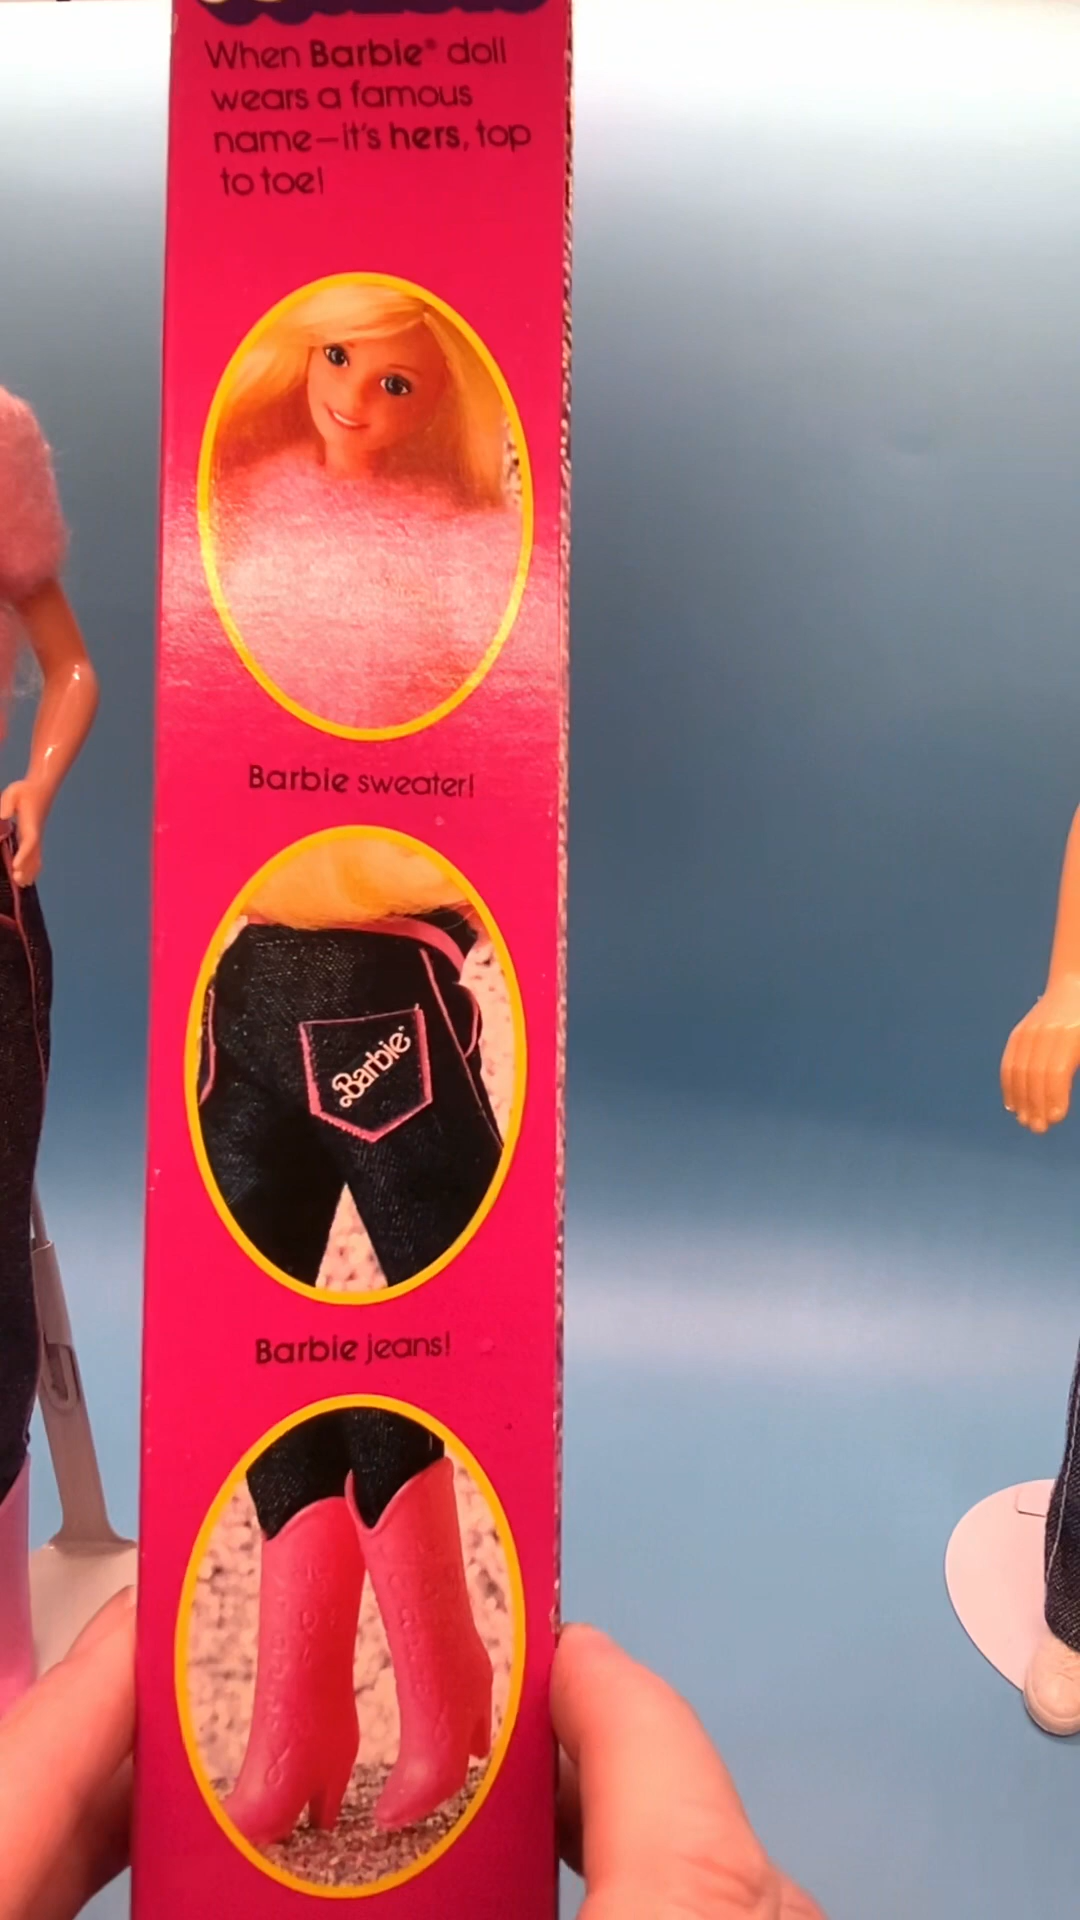 When Barbie® doll
wears a famous
name—it's hers, top
to toe!
Barbie sweater!
Barbie
Barbie jeans!